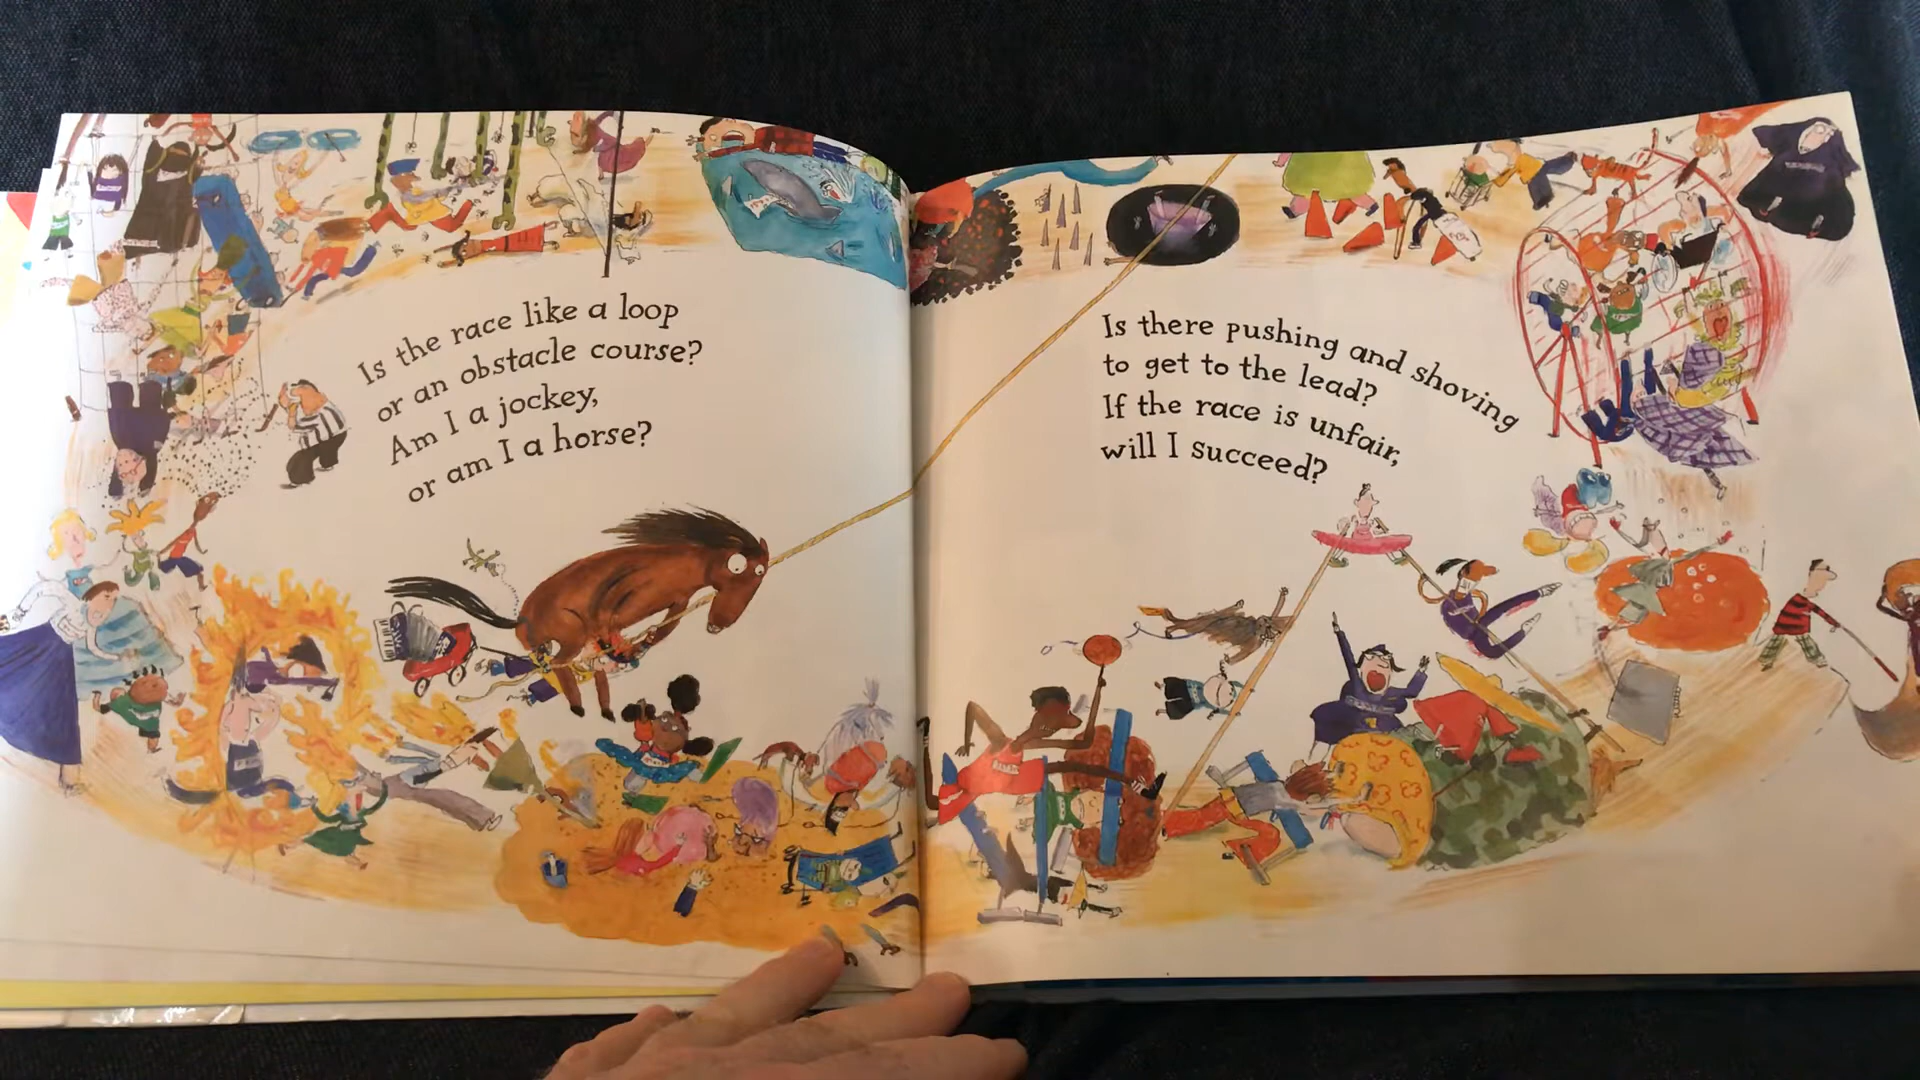 Is the race like a loop
or an obstacle course?
Am I a jockey,
or am I a horse?
Is there pushing and shoving
to get to the lead?
If the race is unfair,
will I succeed?